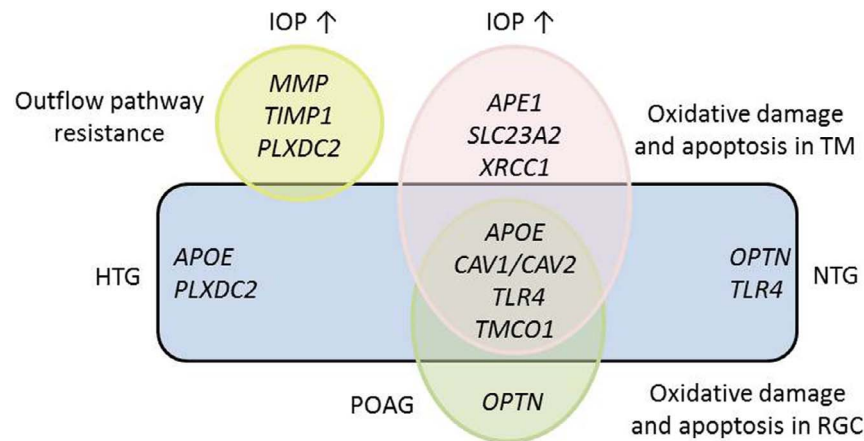 IOP ↑
IOP ↑
Outflow pathway
resistance
MMP
TIMP1
PLXDC2
APE1
SLC23A2
XRCC1
Oxidative damage
and apoptosis in TM
HTG
APOE
PLXDC2
APOE
CAV1/CAV2
TLR4
TMCO1
OPTN
TLR4
NTG
POAG
OPTN
Oxidative damage
and apoptosis in RGC